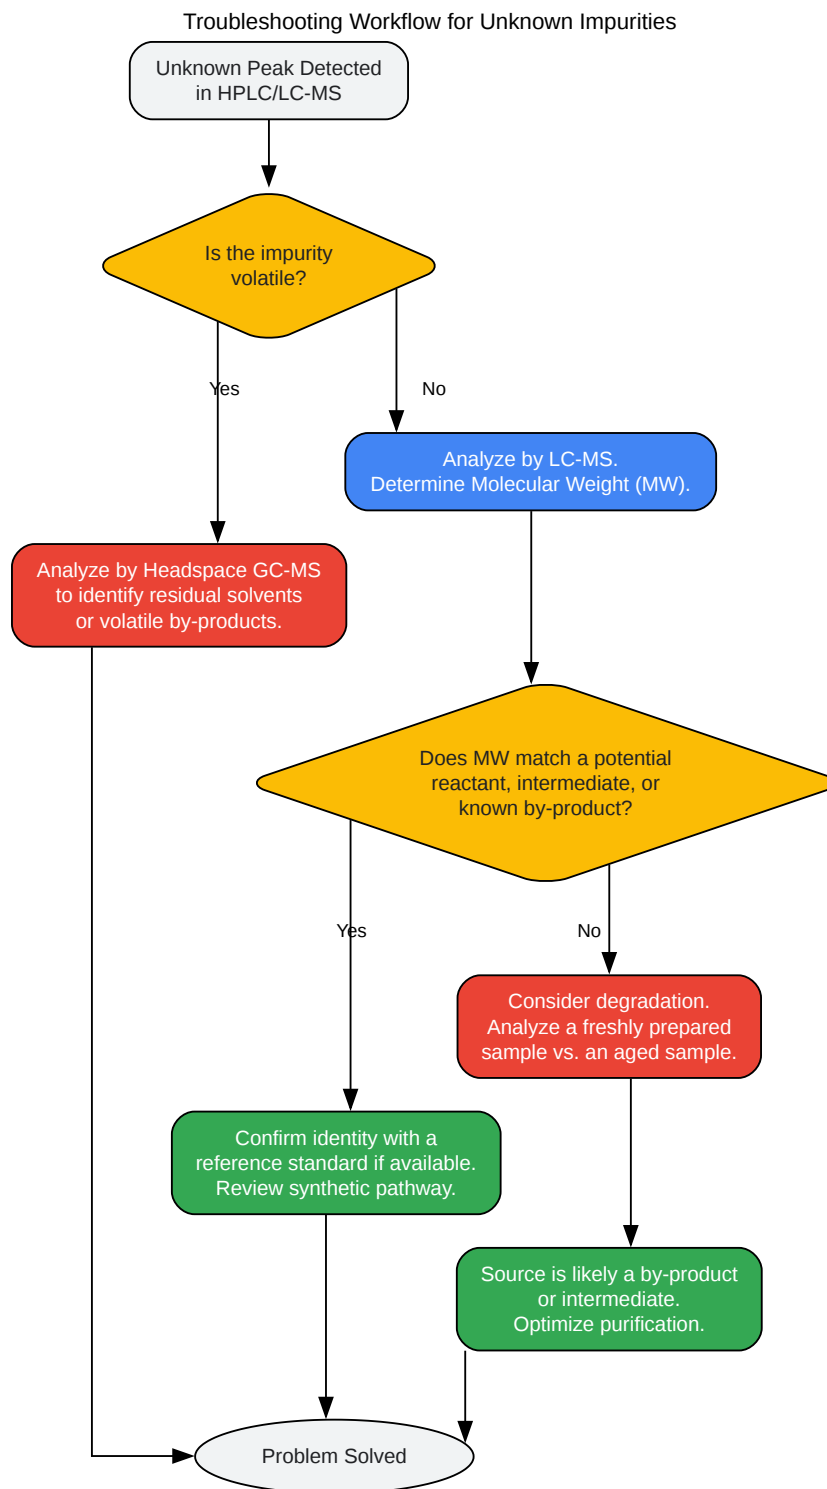 Troubleshooting Workflow for Unknown Impurities
Unknown Peak Detected
in HPLC/LC-MS
Is the impurity
volatile?
Yes
No
Analyze by LC-MS.
Determine Molecular Weight (MW).
Analyze by Headspace GC-MS
to identify residual solvents
or volatile by-products.
Does MW match a potential
reactant, intermediate, or
known by-product?
Yes
No
Consider degradation.
Analyze a freshly prepared
sample vs. an aged sample.
Confirm identity with a
reference standard if available.
Review synthetic pathway.
Source is likely a by-product
or intermediate.
Optimize purification.
Problem Solved